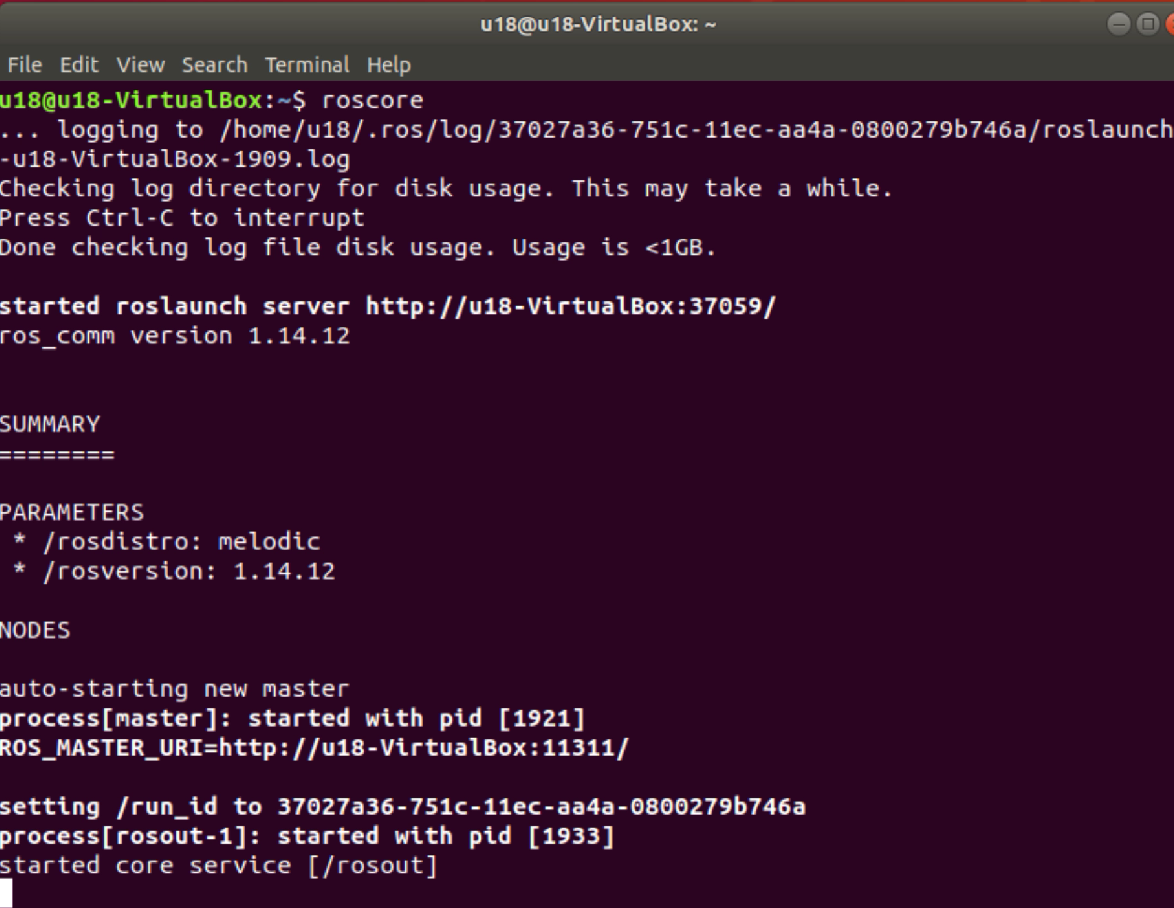 u18@u18-VirtualBox: ~
File Edit View Search Terminal Help
u18@u18-VirtualBox:~$ roscore
... logging to /home/u18/.ros/log/37027a36-751c-11ec-aa4a-0800279b746a/roslaunch
-u18-VirtualBox-1909.log
Checking log directory for disk usage. This may take a while.
Press Ctrl-C to interrupt
Done checking log file disk usage. Usage is <1GB.
started roslaunch server http://u18-VirtualBox:37059/
ros_comm version 1.14.12
SUMMARY
========
PARAMETERS
* /rosdistro: melodic
* /rosversion: 1.14.12
NODES
auto-starting new master
process[master]: started with pid [1921]
ROS_MASTER_URI=http://u18-VirtualBox:11311/
setting /run_id to 37027a36-751c-11ec-aa4a-0800279b746a
process[rosout-1]: started with pid [1933]
started core service [/rosout]